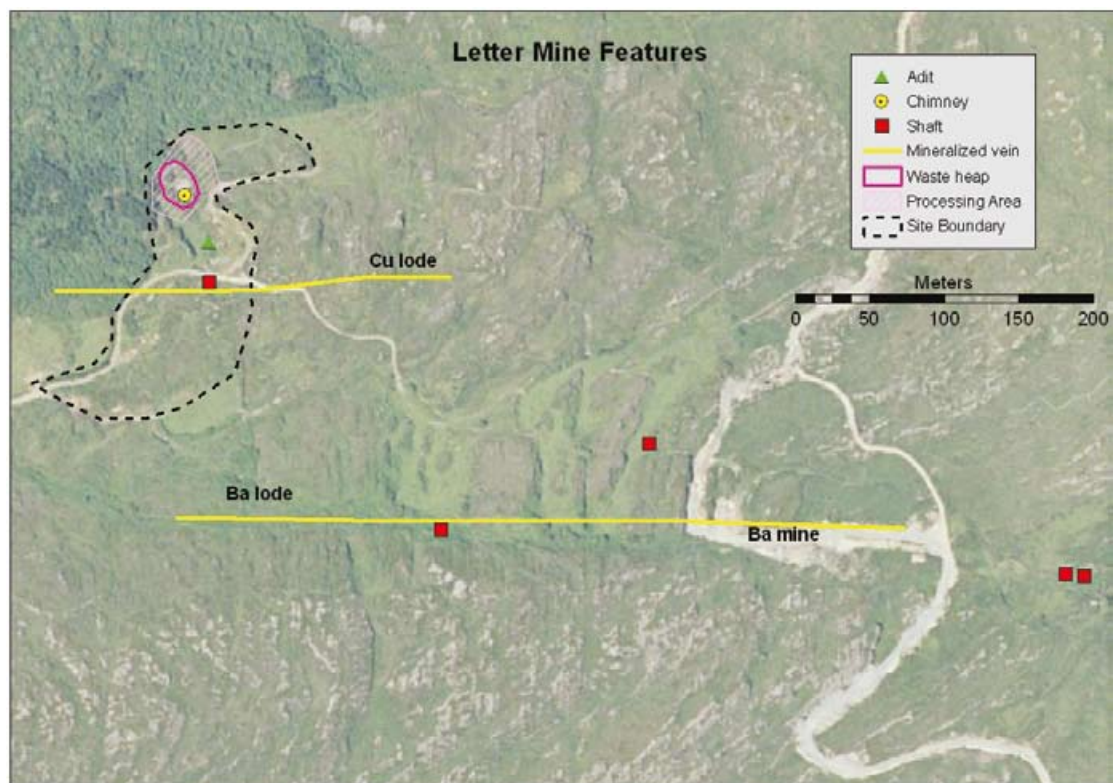 Letter Mine Features
Adit
Chimney
Shaft
Mineralized vein
Waste heap
Processing Area
Site Boundary
Cu lode
Meters
0 50 100 150 200
Ba lode
Ba mine